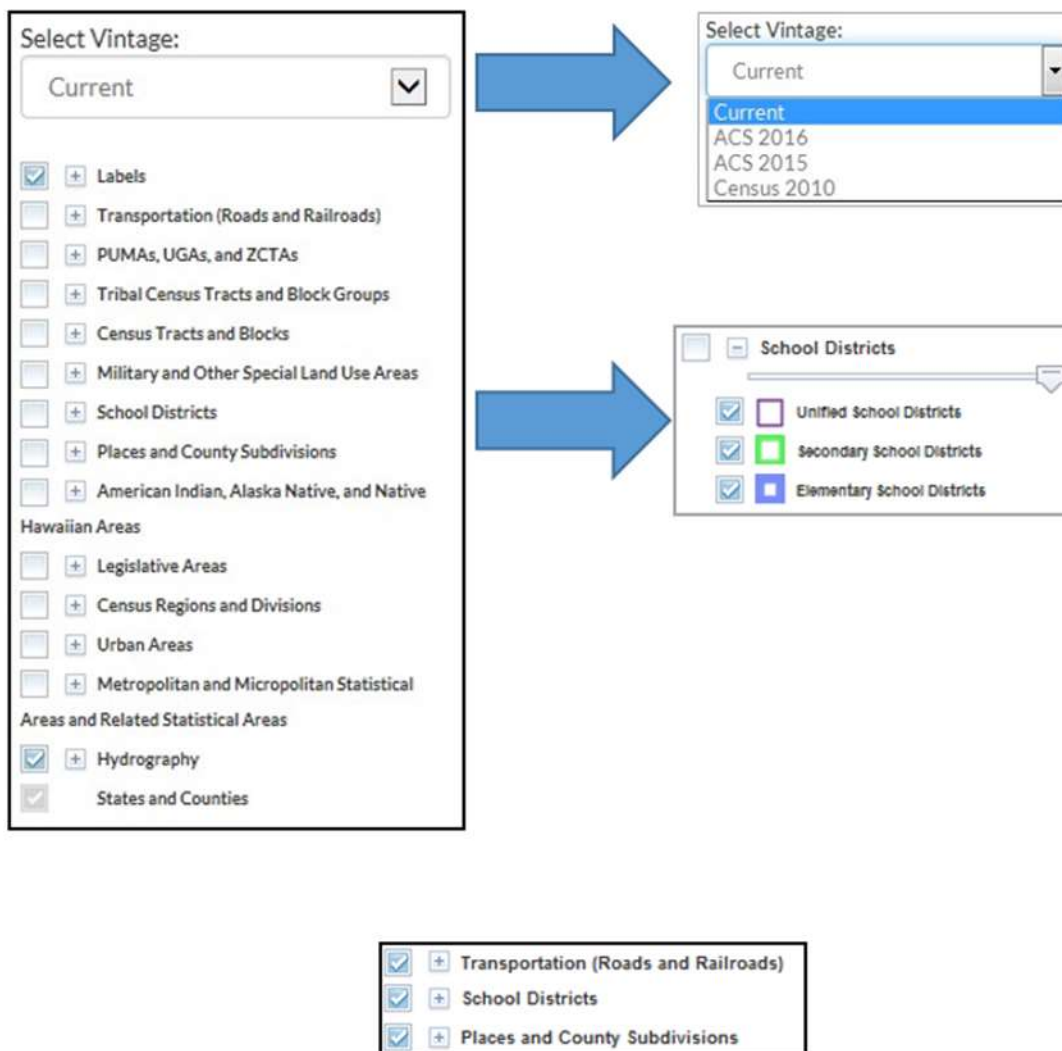 Select Vintage:
Current
Labels
Transportation (Roads and Railroads)
PUMAs, UGAs, and ZCTAs
Tribal Census Tracts and Block Groups
Census Tracts and Blocks
Military and Other Special Land Use Areas
School Districts
Places and County Subdivisions
American Indian, Alaska Native, and Native
Hawaiian Areas
Legislative Areas
Census Regions and Divisions
Urban Areas
Metropolitan and Micropolitan Statistical
Areas and Related Statistical Areas
Hydrography
States and Counties
Select Vintage:
Current
Current
ACS 2016
ACS 2015
Census 2010
School Districts
Unified School Districts
Secondary School Districts
Elementary School Districts
Transportation (Roads and Railroads)
School Districts
Places and County Subdivisions